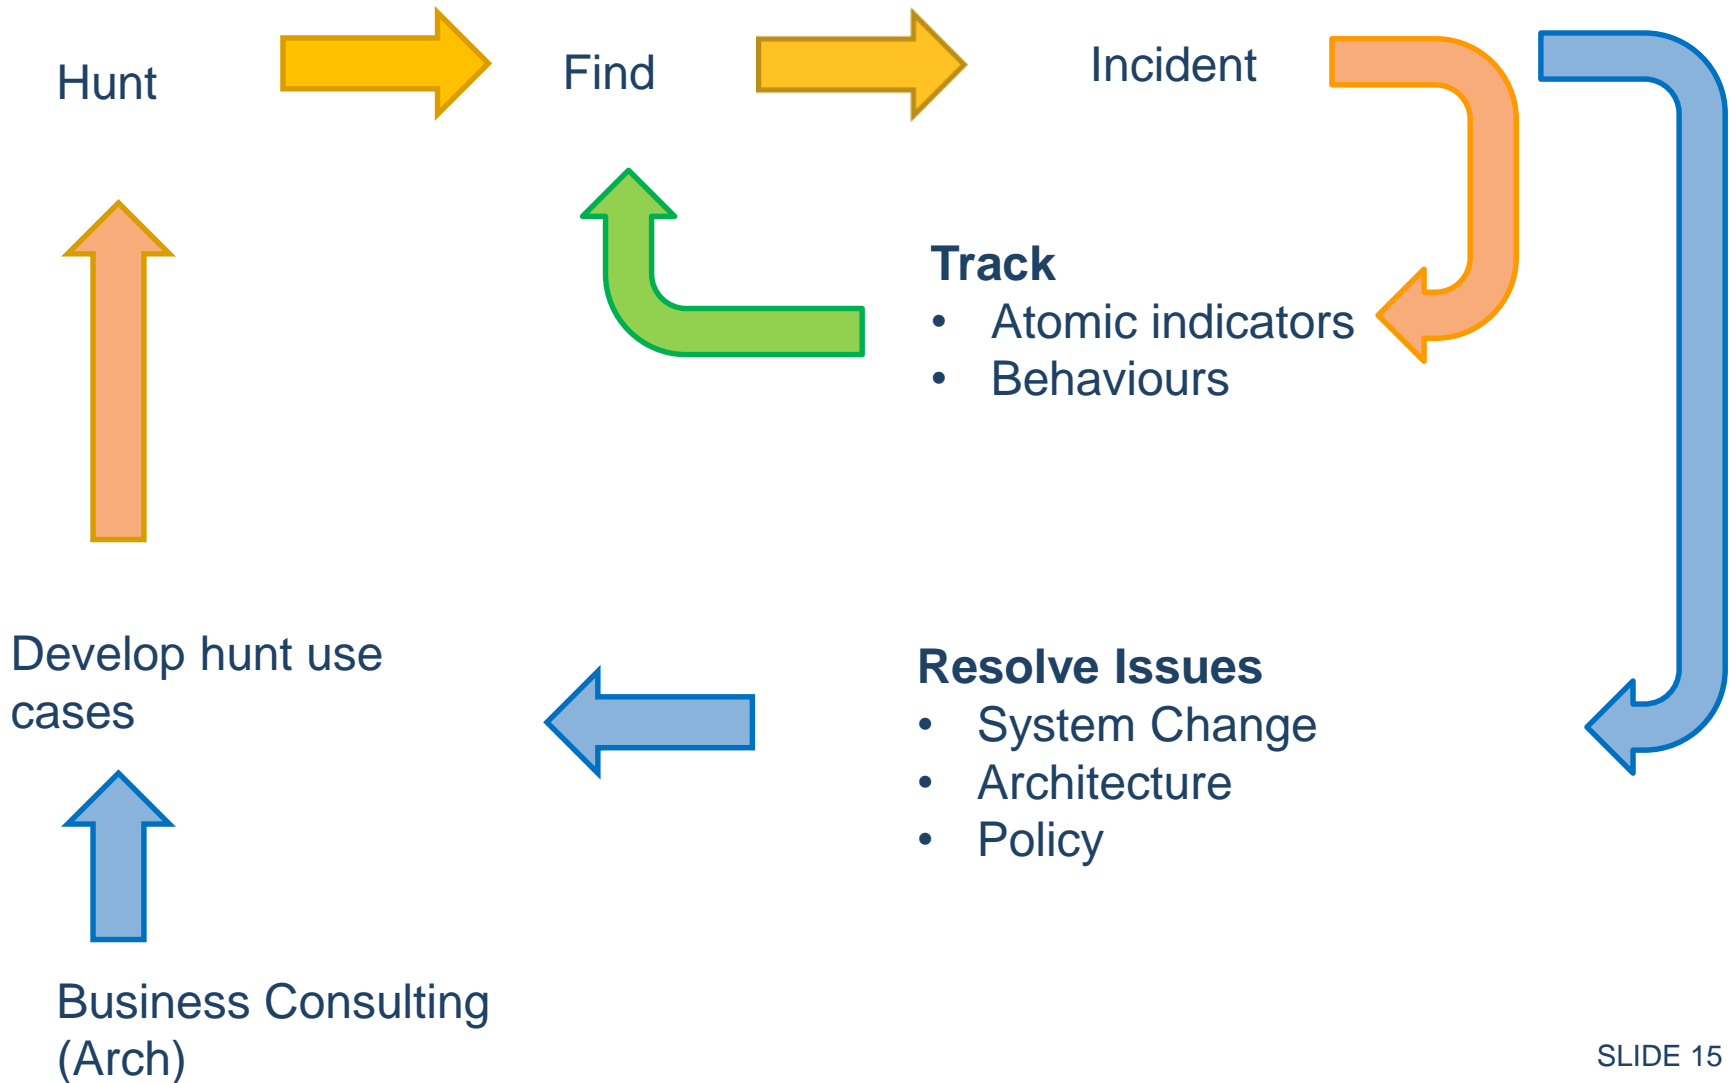 Hunt
Find
Incident
Track
• Atomic indicators
• Behaviours
Develop hunt use
cases
Resolve Issues
• System Change
• Architecture
• Policy
Business Consulting
(Arch)
SLIDE 15